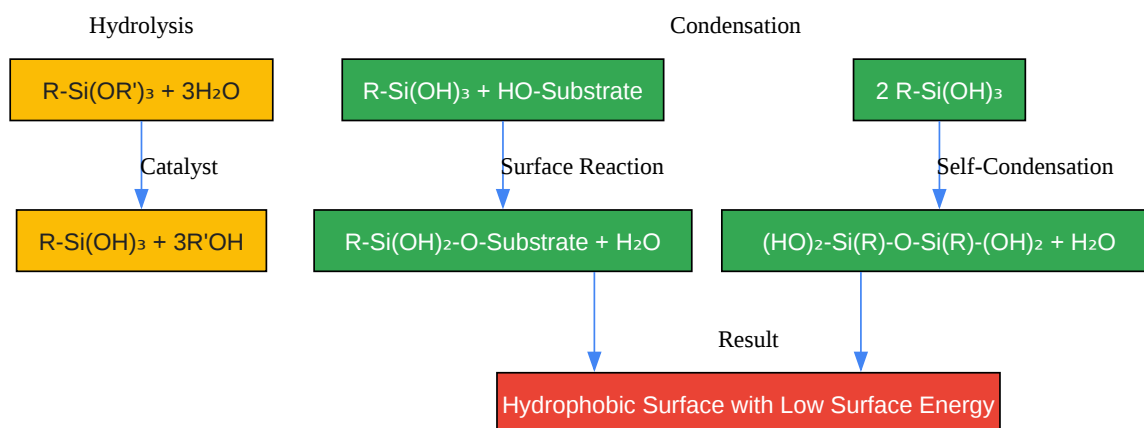 Hydrolysis
Condensation
R-Si(OR')₃ + 3H₂O
R-Si(OH)₃ + HO-Substrate
2 R-Si(OH)₃
Catalyst
Surface Reaction
Self-Condensation
R-Si(OH)₃ + 3R'OH
R-Si(OH)₂-O-Substrate + H₂O
(HO)₂-Si(R)-O-Si(R)-(OH)₂ + H₂O
Result
Hydrophobic Surface with Low Surface Energy